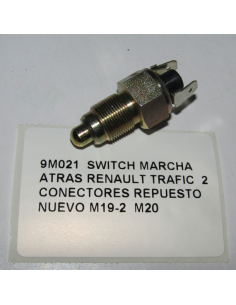 9M021 SWITCH MARCHA
ATRAS RENAULT TRAFIC 2
CONECTORES REPUESTO
NUEVO M19-2 M20